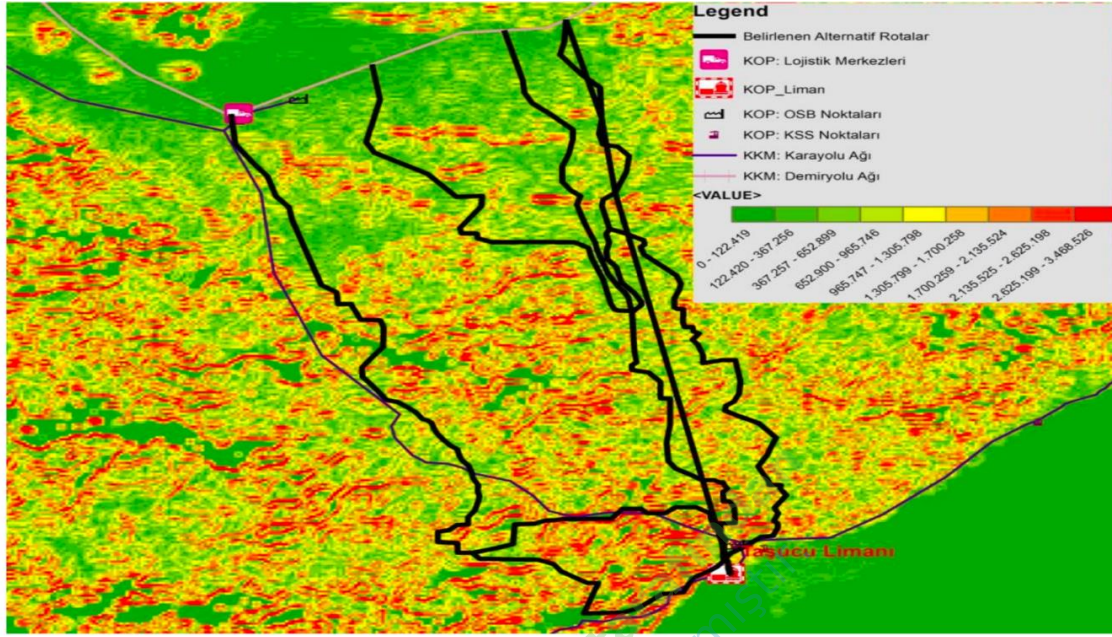 Legend
Belirlenen Alternatif Rotalar
KOP: Lojistik Merkezleri
KOP_Liman
KOP: OSB Noktaları
KOP: KSS Noktaları
KKM: Karayolu Ağı
KKM: Demiryolu Ağı
<VALUE>
0 - 122.419
122.420 - 367.256
367.257 - 652.899
652.900 - 965.746
965.747 - 1.305.798
1.305.799 - 1.700.258
1.700.259 - 2.135.524
2.135.525 - 2.625.198
2.625.199 - 3.468.526
Taşucu Limanı